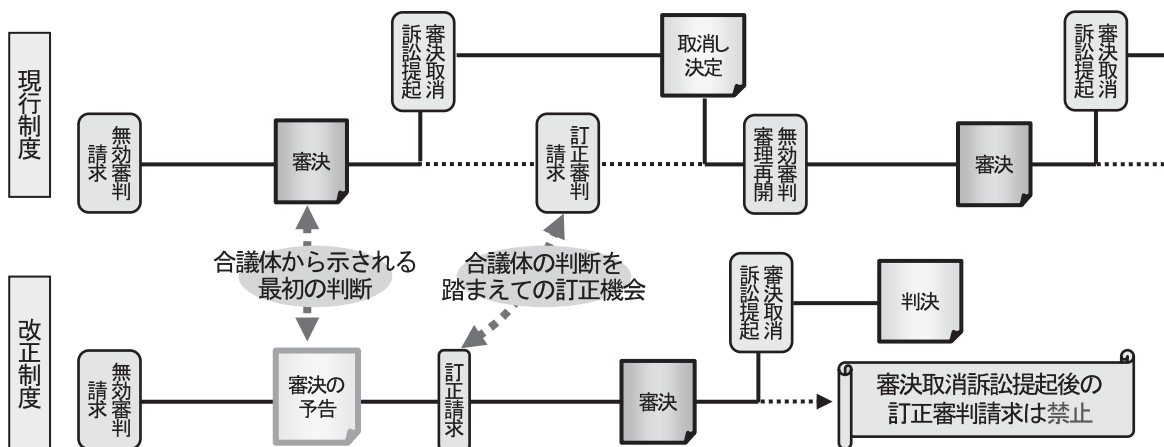 現行制度
無効審判
請求
審決
審決取消
訴訟提起
訂正審判
請求
取消し
決定
無効審判
審理再開
審決
審決取消
訴訟提起
合議体から示される
最初の判断
合議体の判断を
踏まえての訂正機会
改正制度
無効審判
請求
審決の
予告
訂正請求
審決
審決取消
訴訟提起
判決
審決取消訴訟提起後の
訂正審判請求は禁止